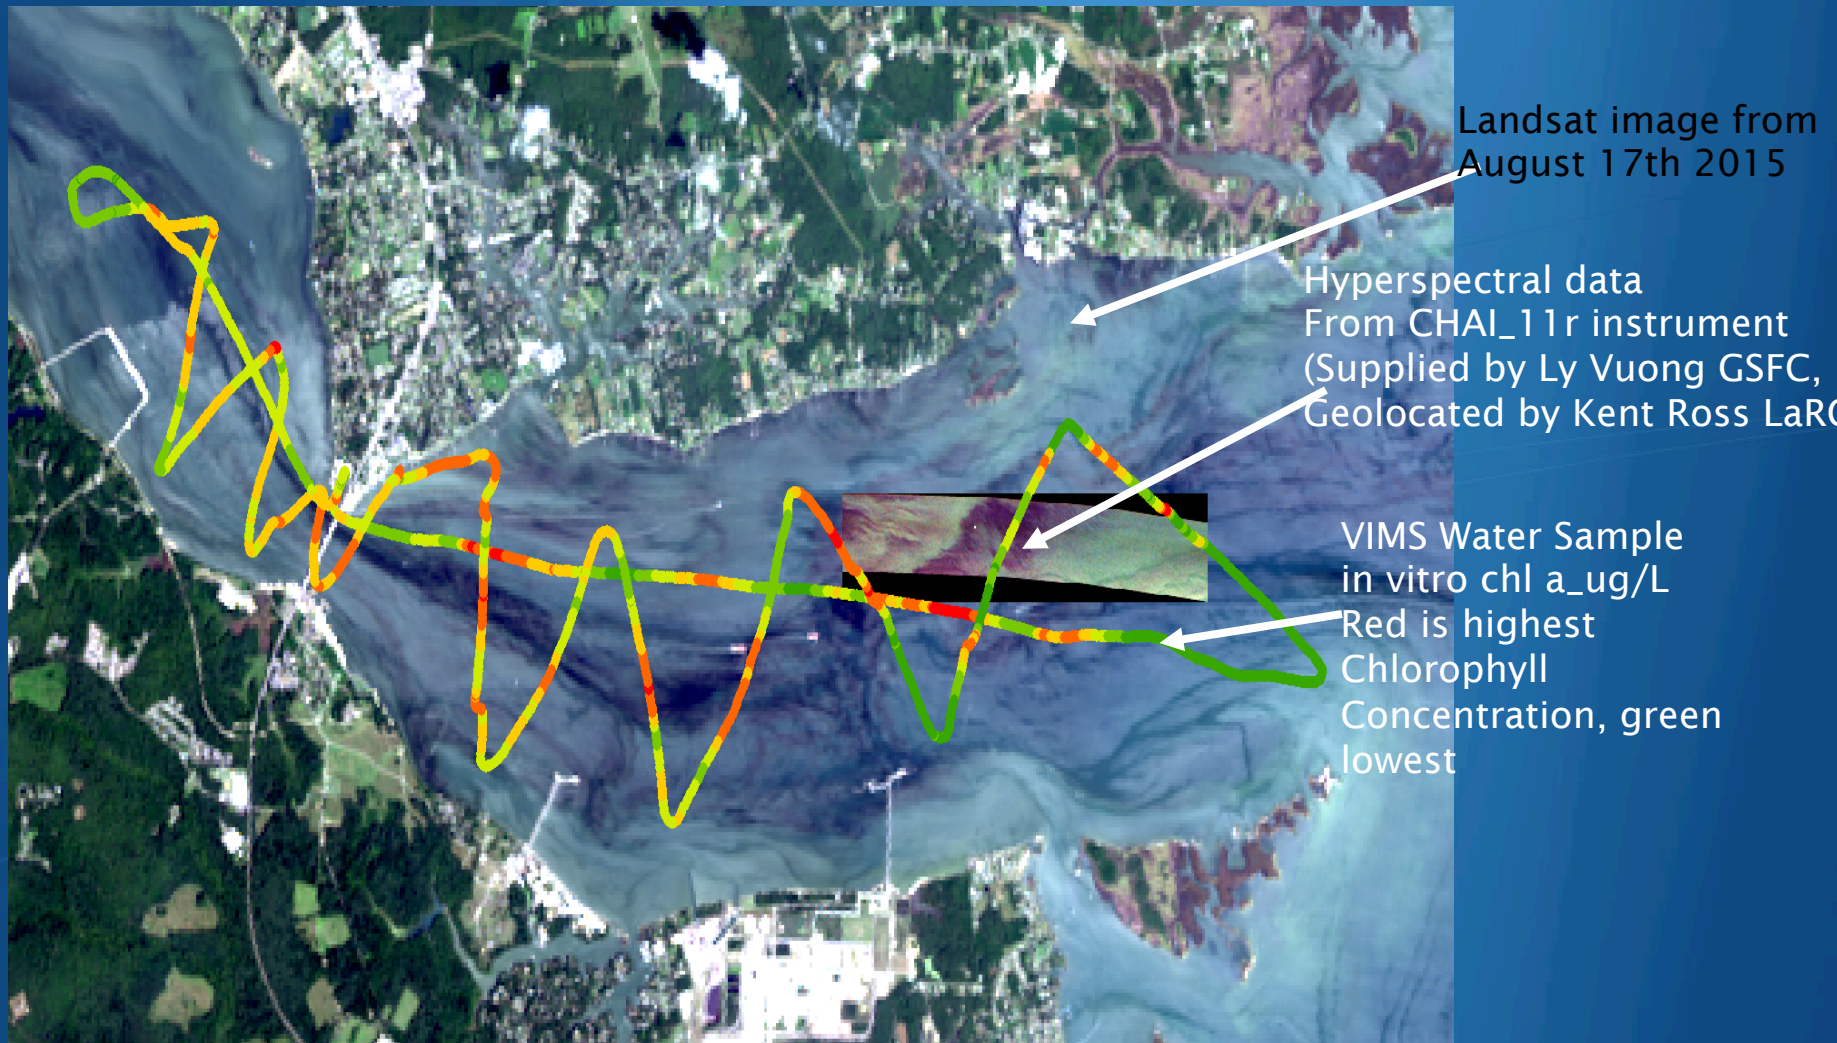 Landsat image from
August 17th 2015
Hyperspectral data
From CHAI_11r instrument
(Supplied by Ly Vuong GSFC,
Geolocated by Kent Ross LaRC
VIMS Water Sample
in vitro chl a_ug/L
Red is highest
Chlorophyll
Concentration, green
lowest